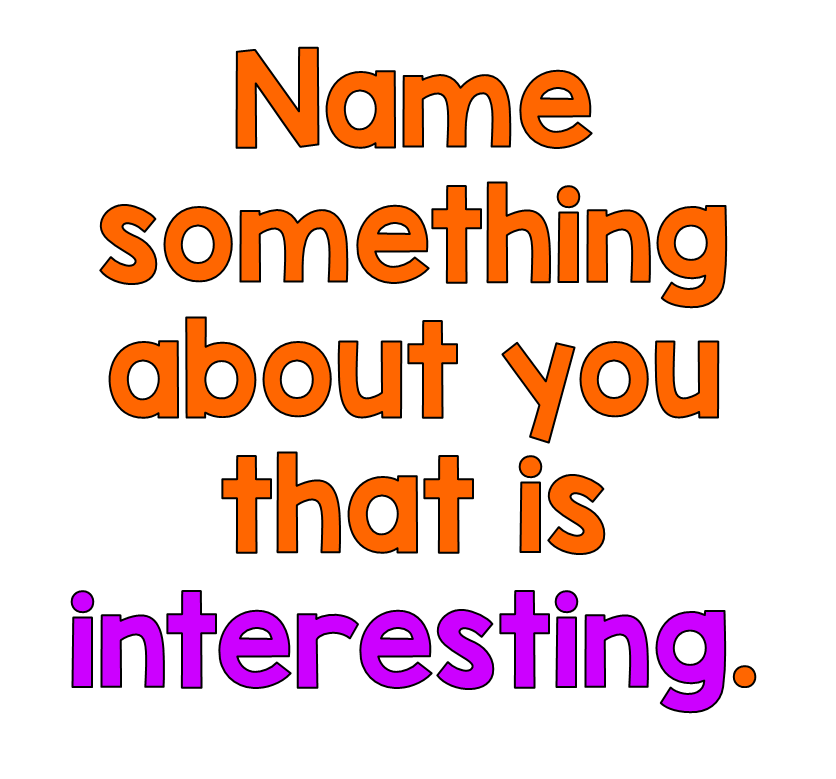 Name
something
about you
that is
interesting.